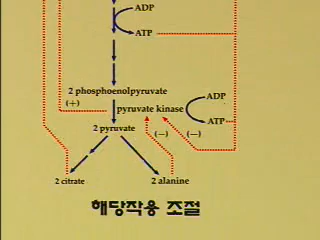 ADP
ATP
2 phosphoenolpyruvate
(+)
pyruvate kinase
ADP
ATP
2 pyruvate
(—)
(—)
2 citrate
2 alanine
해당작용 조절